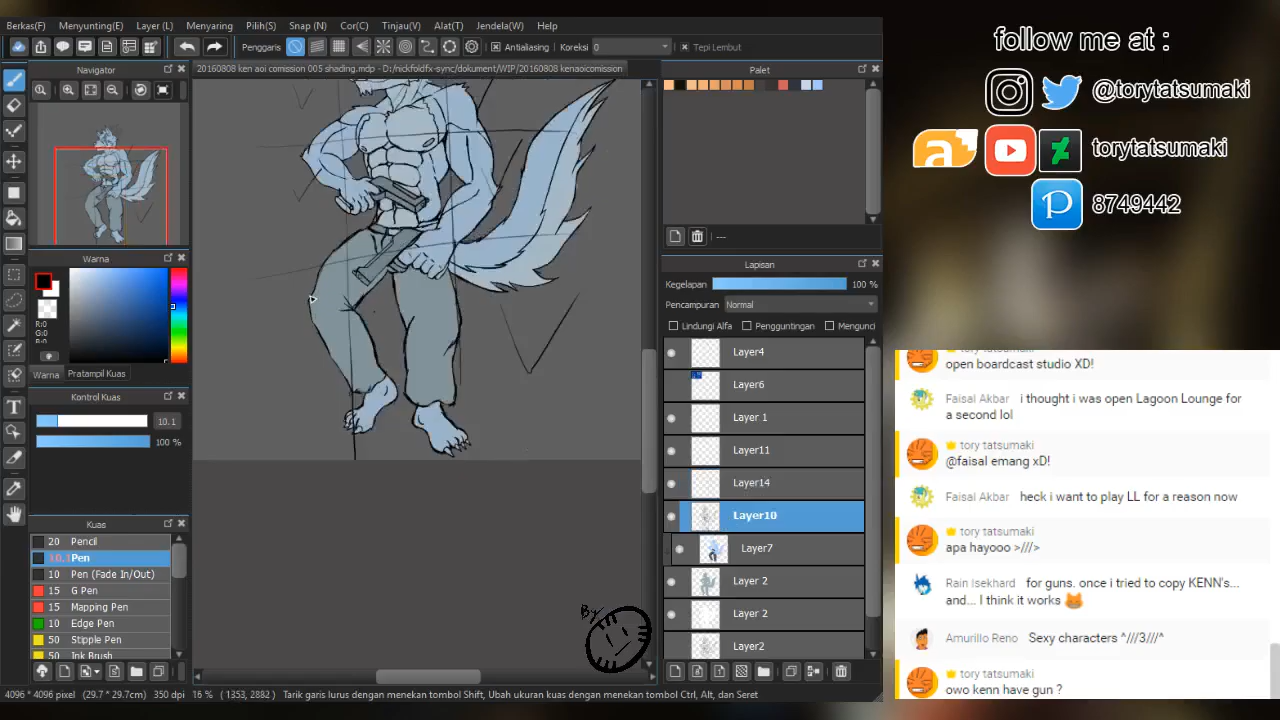 Berkas(F) Menyunting(E) Layer (L) Menyaring Pilih(S) Snap (N) Cor(C) Tinjau(V) Alat(T) Jendela(W) Help
Penggaris Antialiasing Koreksi 0 Tepi Lembut
Navigator
20160808 ken aoi comission 005 shading.mdp - D:/nickfoldfx-sync/dokument/WIP/20160808 kenaoicomission
Palet
---
Warna
R:0
G:0
Warna Pratampil Kuas
Kontrol Kuas
10.1
100 %
Kuas
20 Pencil
10.1 Pen
10 Pen (Fade In/Out)
15 G Pen
15 Mapping Pen
10 Edge Pen
50 Stipple Pen
50 Ink Brush
By
Lapisan
Kegelapan 100 %
Pencampuran Normal
Lindungi Alfa Pengguntingan Mengunci
Layer4
Layer6
Layer 1
Layer11
Layer14
Layer10
Layer7
Layer 2
Layer 2
Layer2
4096 * 4096 pixel (29.7 * 29.7cm) 350 dpi 16 % ( 1353, 2882 ) Tarik garis lurus dengan menekan tombol Shift, Ubah ukuran kuas dengan menekan tombol Ctrl, Alt, dan Seret
follow me at :
@torytatsumaki
torytatsumaki
8749442
tory tatsumaki
open boardcast studio XD!
Faisal Akbar i thought i was open Lagoon Lounge for
a second lol
tory tatsumaki
@faisal emang xD!
Faisal Akbar heck i want to play LL for a reason now
tory tatsumaki
apa hayooo >///>
Rain Isekhard for guns. once i tried to copy KENN's...
and... I think it works
Amurillo Reno Sexy characters ^///3///^
tory tatsumaki
owo kenn have gun ?